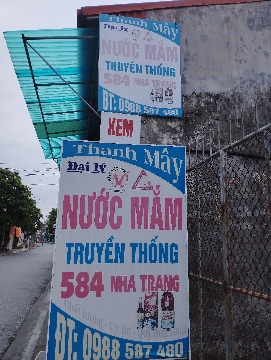 Thanh Mây
Đại lý
NƯỚC MẮM
TRUYỀN THỐNG
584 NHA TRANG
ĐT: 0988 587 480
KEM
Thanh Mây
Đại lý
NƯỚC MẮM
TRUYỀN THỐNG
584 NHA TRANG
ĐT: 0988 587 480